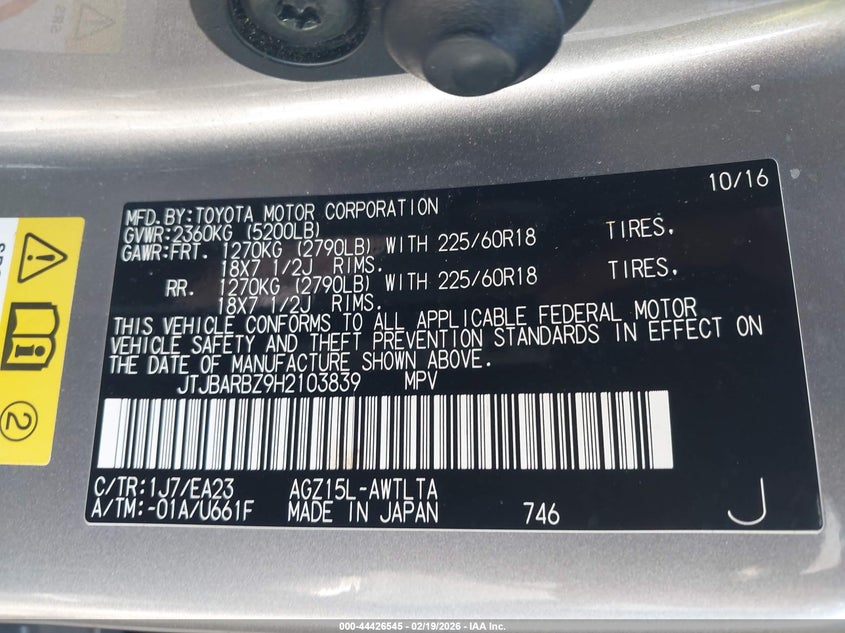 10/16
MFD.BY:TOYOTA MOTOR CORPORATION
GVWR:2360KG (5200LB)
GAWR:FRT. 1270KG (2790LB) WITH 225/60R18 TIRES,
18X7 1/2J RIMS.
RR. 1270KG (2790LB) WITH 225/60R18 TIRES,
18X7 1/2J RIMS.
THIS VEHICLE CONFORMS TO ALL APPLICABLE FEDERAL MOTOR
VEHICLE SAFETY AND THEFT PREVENTION STANDARDS IN EFFECT ON
THE DATE OF MANUFACTURE SHOWN ABOVE.
JTJBARBZ9H2103839 MPV
C/TR:1J7/EA23 AGZ15L-AWTLTA
A/TM:-01A/U661F MADE IN JAPAN 746 J
2
000-44426545 - 02/19/2026 - IAA Inc.